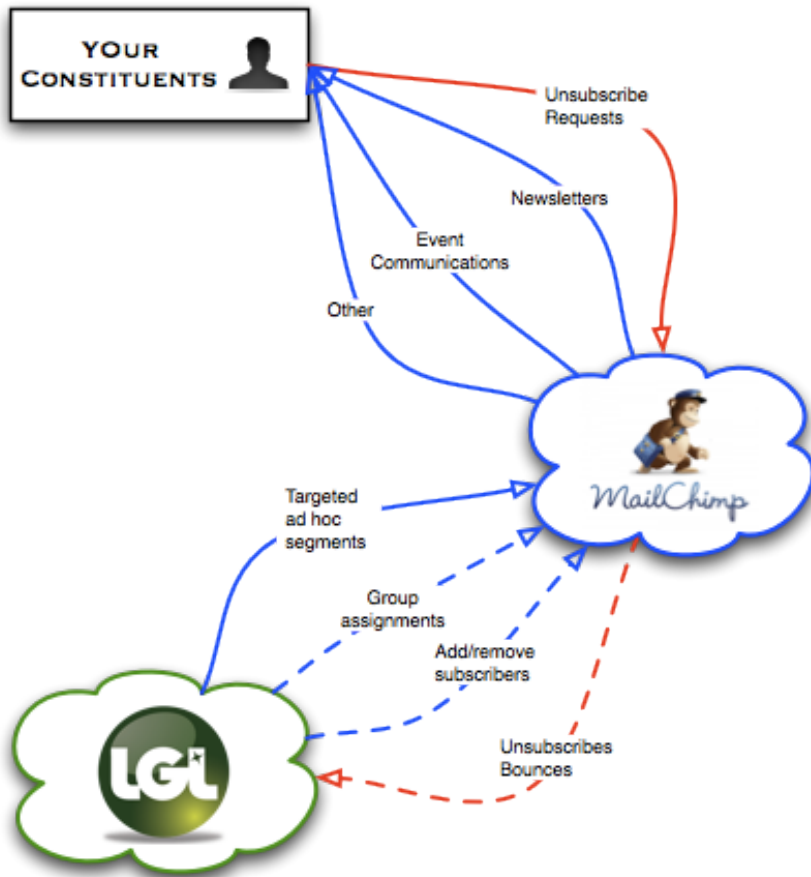 YOur
Constituents
Unsubscribe
Requests
Newsletters
Event
Communications
Other
MailChimp
Targeted
ad hoc
segments
Group
assignments
Add/remove
subscribers
Unsubscribes
Bounces
LGL